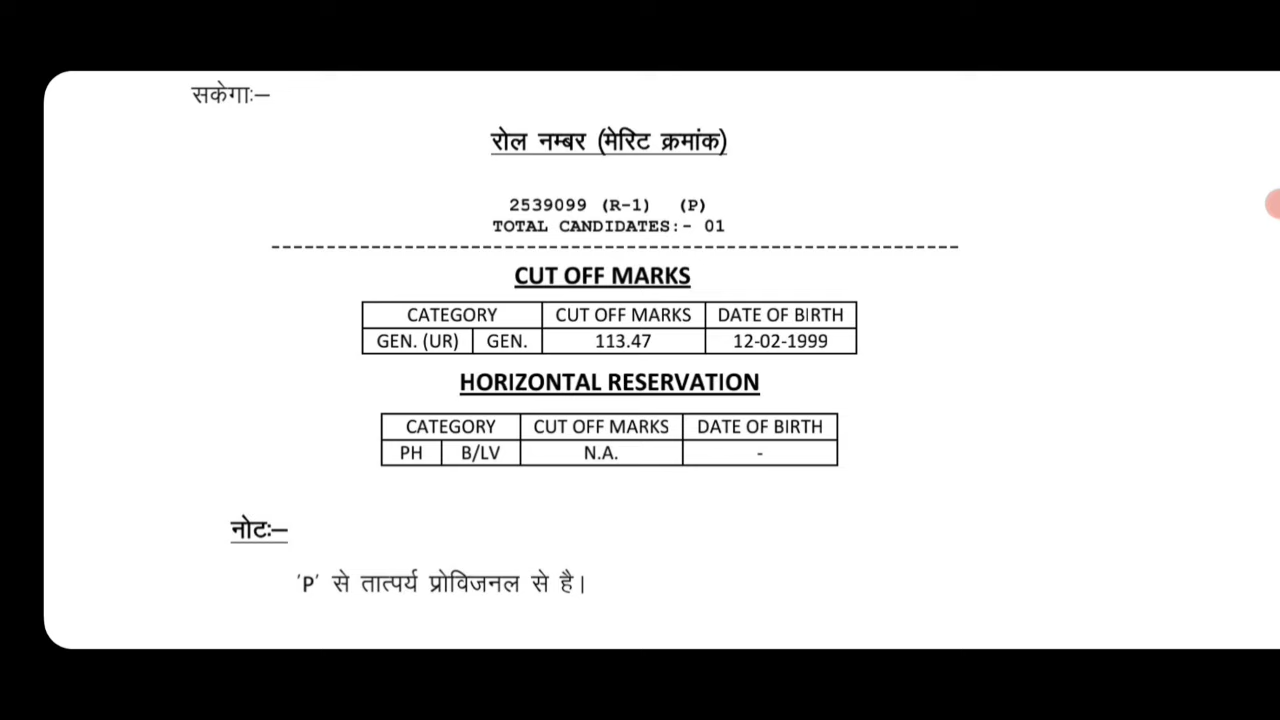 सकेगाः–
रोल नम्बर (मेरिट क्रमांक)
2539099 (R-1) (P)
TOTAL CANDIDATES:- 01
CUT OFF MARKS
CATEGORY CUT OFF MARKS DATE OF BIRTH
GEN. (UR) GEN. 113.47 12-02-1999
HORIZONTAL RESERVATION
CATEGORY CUT OFF MARKS DATE OF BIRTH
PH B/LV N.A. -
नोटः–
'P' से तात्पर्य प्रोविजनल से है।